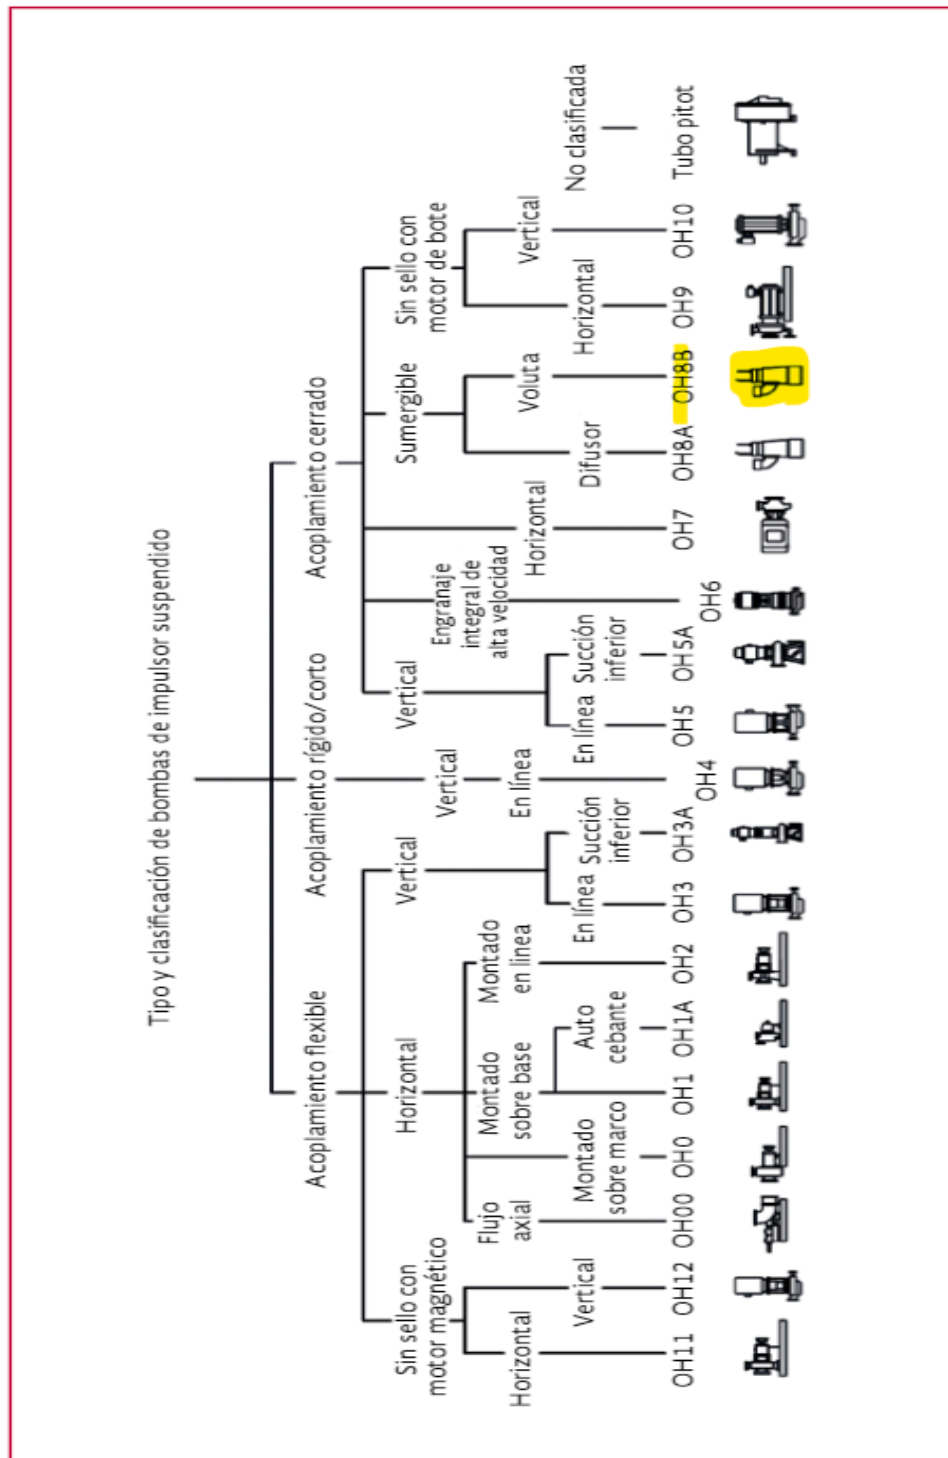 Tipo y clasificación de bombas de impulsor suspendido
Acoplamiento flexible
Acoplamiento rígido/corto
Acoplamiento cerrado
Sin sello con
motor magnético
Horizontal
Vertical
Vertical
Vertical
Engranaje
integral de
alta velocidad
Sumergible
Sin sello con
motor de bote
Horizontal
Vertical
Flujo
axial
Montado
sobre marco
Montado
sobre base
Auto
cebante
Montado
en linea
En línea
Succión
inferior
En línea
En línea
Succión
inferior
Horizontal
Difusor
Voluta
Horizontal
Vertical
No clasificada
OH11
OH12
OH00
OH0
OH1
OH1A
OH2
OH3
OH3A
OH4
OH5
OH5A
OH6
OH7
OH8A
OH8B
OH9
OH10
Tubo pitot